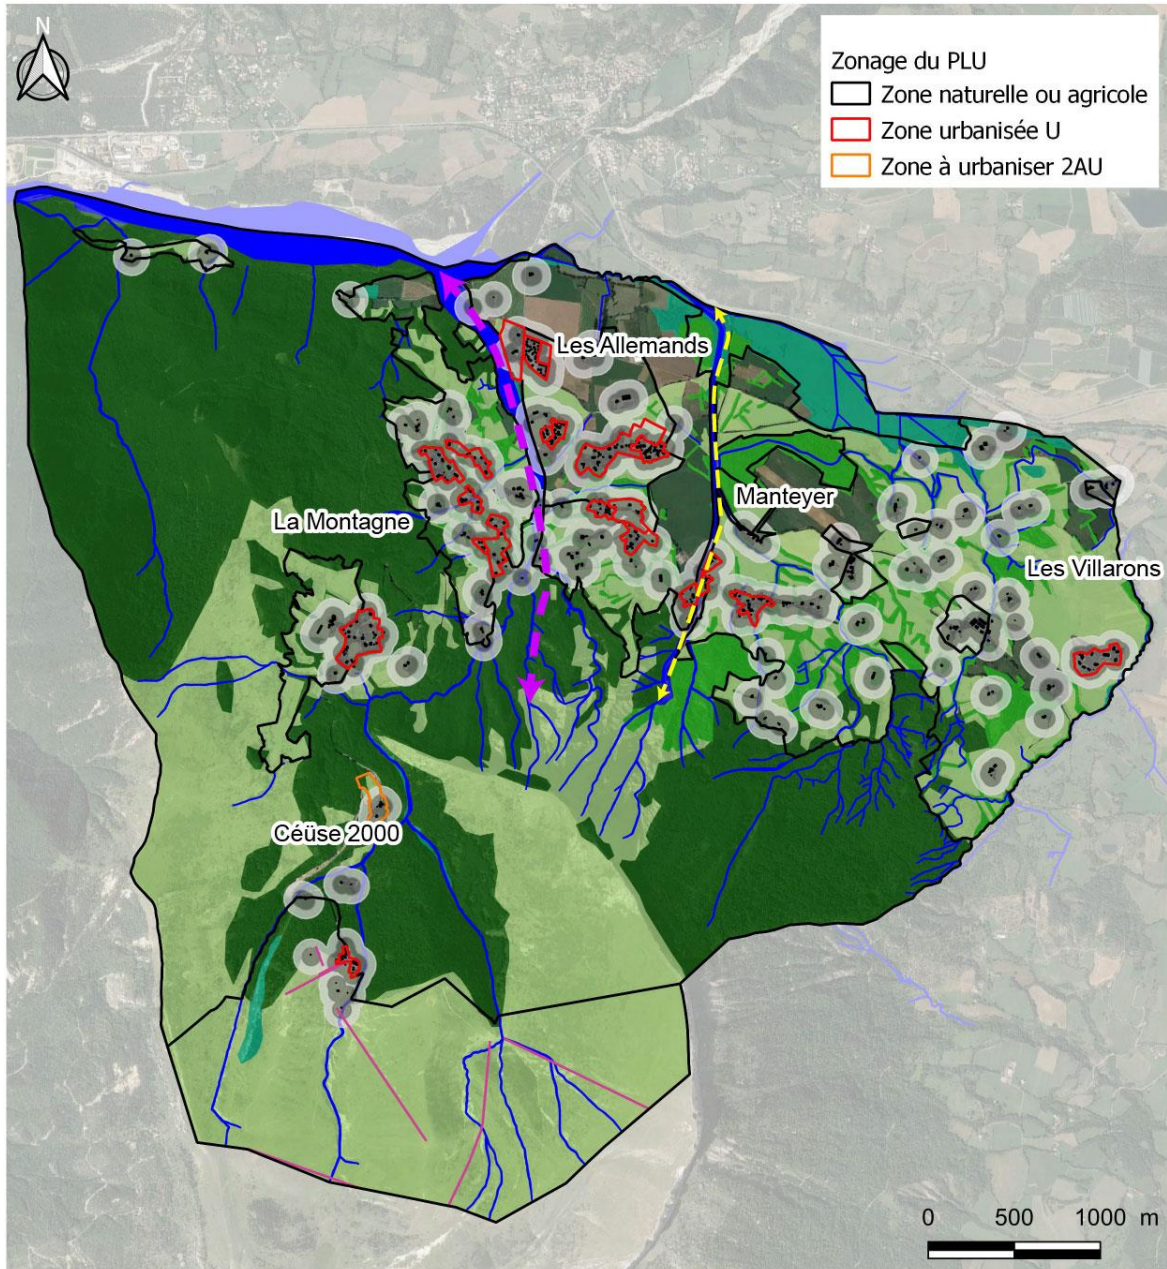 N
Zonage du PLU
Zone naturelle ou agricole
Zone urbanisée U
Zone à urbaniser 2AU
Les Allemands
Manteyer
La Montagne
Les Villarons
Céüse 2000
0 500 1000 m